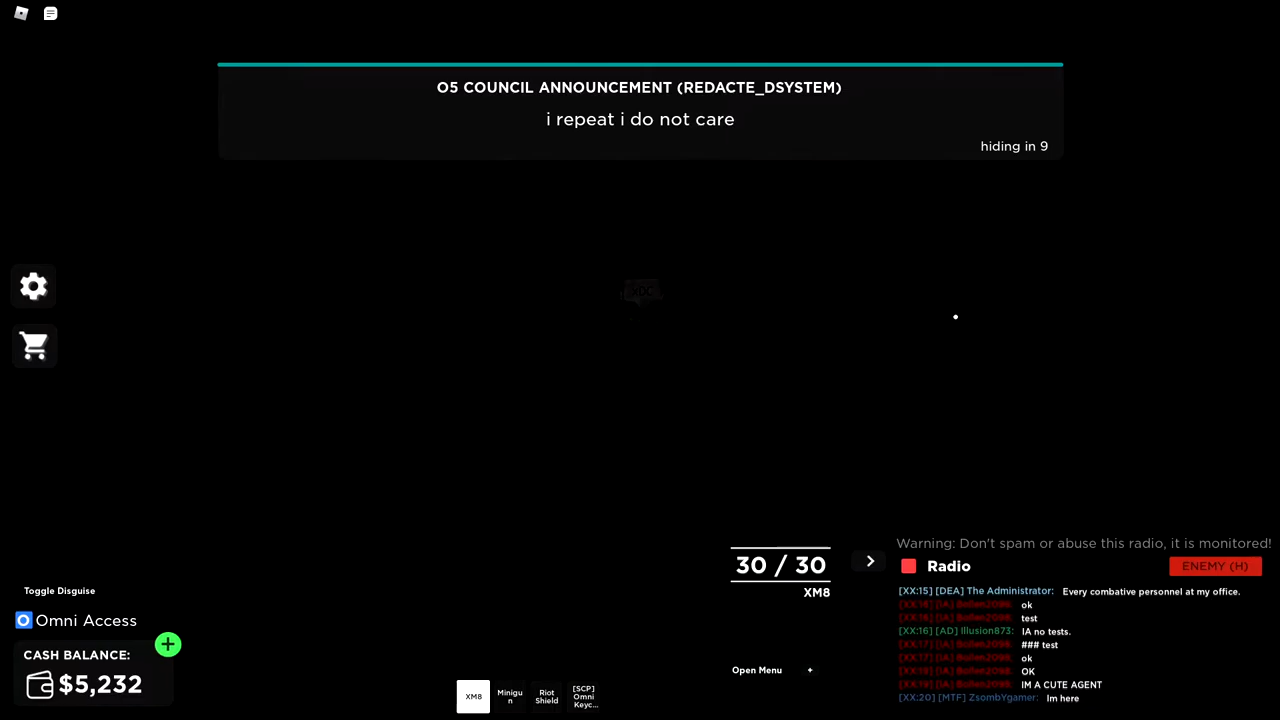 O5 COUNCIL ANNOUNCEMENT (REDACTE_DSYSTEM)
i repeat i do not care
hiding in 9
Warning: Don't spam or abuse this radio, it is monitored!
30 / 30
XM8
Radio
ENEMY (H)
[XX:15] [DEA] The Administrator: Every combative personnel at my office.
ok
test
[XX:16] [AD] Illusion873: IA no tests.
### test
ok
OK
IM A CUTE AGENT
[XX:20] [MTF] ZsombYgamer: Im here
Toggle Disguise
Omni Access
CASH BALANCE:
$5,232
Open Menu +
XM8
Minigu
n
Riot
Shield
[SCP]
Omni
Keyc...